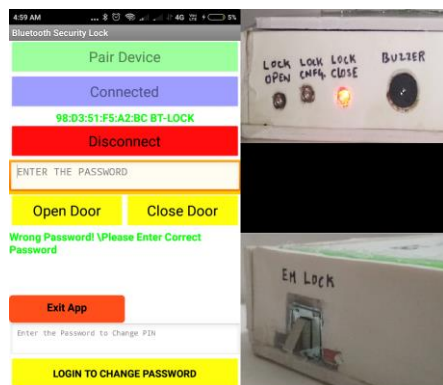 4:59 AM
... 4G 5%
Bluetooth Security Lock
Pair Device
Connected
98:D3:51:F5:A2:BC BT-LOCK
Disconnect
ENTER THE PASSWORD
Open Door
Close Door
Wrong Password! \Please Enter Correct
Password
Exit App
Enter the Password to Change PIN
LOGIN TO CHANGE PASSWORD
LOCK OPEN
LOCK CNFG
LOCK CLOSE
BUZZER
EM LOCK